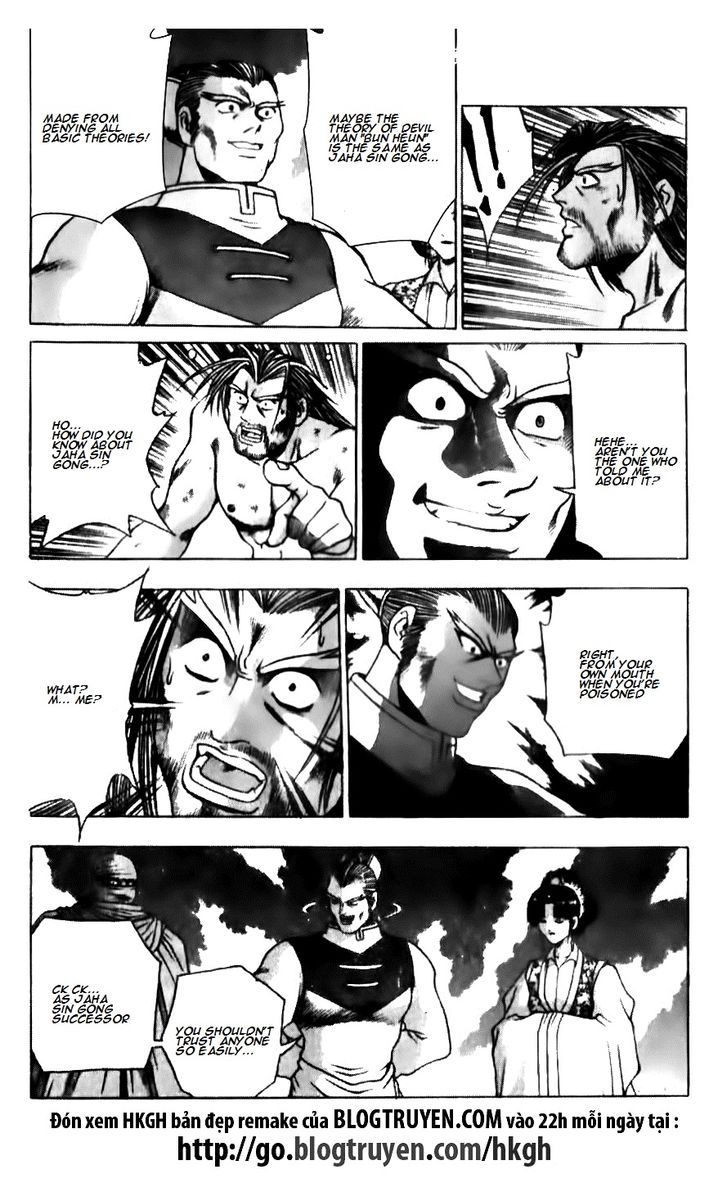 MAYBE THE
THEORY OF DEVIL
MAN "BUN HEUN"
IS THE SAME AS
JAHA SIN GONG...
MADE FROM
DENYING ALL
BASIC THEORIES!
HEHE...
AREN'T YOU
THE ONE WHO
TOLD ME
ABOUT IT?
HO...
HOW DID YOU
KNOW ABOUT
JAHA SIN
GONG...?
RIGHT,
FROM YOUR
OWN MOUTH
WHEN YOU'RE
POISONED
WHAT?
M... ME?
CK CK...
AS JAHA
SIN GONG
SUCCESSOR
YOU SHOULDN'T
TRUST ANYONE
SO EASILY...
Đón xem HKGH bản đẹp remake của BLOGTRUYEN.COM vào 22h mỗi ngày tại :
http://go.blogtruyen.com/hkgh